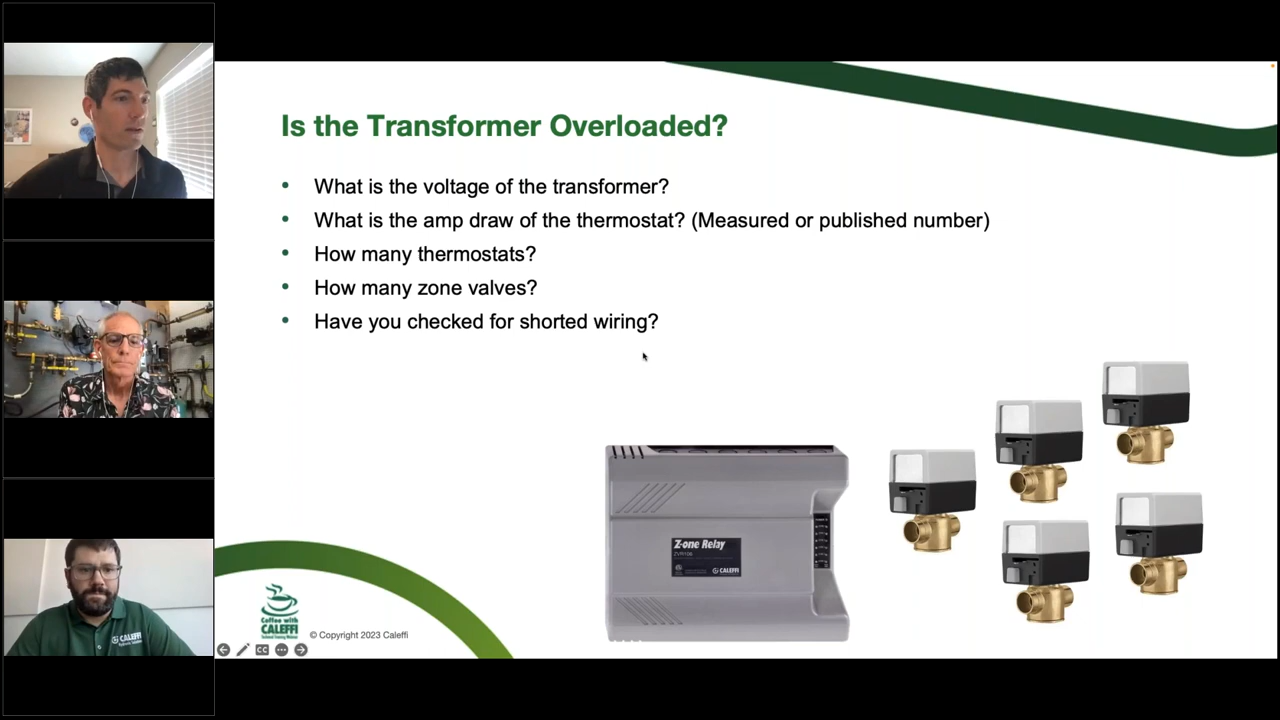 Is the Transformer Overloaded?
• What is the voltage of the transformer?
• What is the amp draw of the thermostat? (Measured or published number)
• How many thermostats?
• How many zone valves?
• Have you checked for shorted wiring?
Z-one Relay
CALEFFI
Coffee with
CALEFFI
© Copyright 2023 Caleffi
CC
CALEFFI